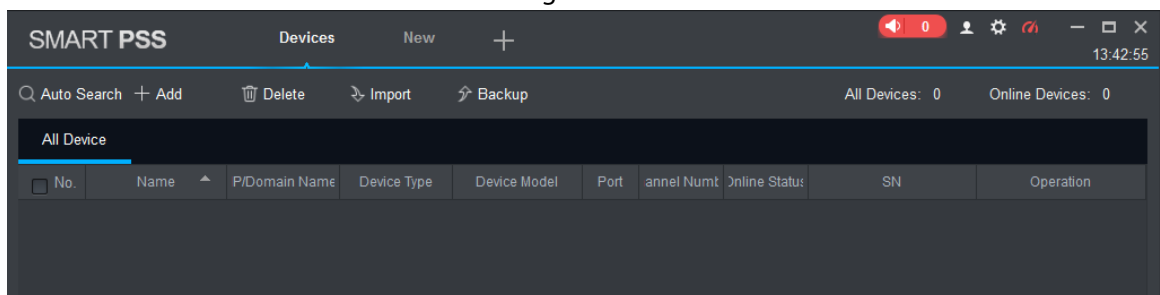 SMART PSS Devices New 0
13:42:55
Auto Search Add Delete Import Backup All Devices: 0 Online Devices: 0
All Device
No. Name P/Domain Name Device Type Device Model Port annel Numb Online Status SN Operation